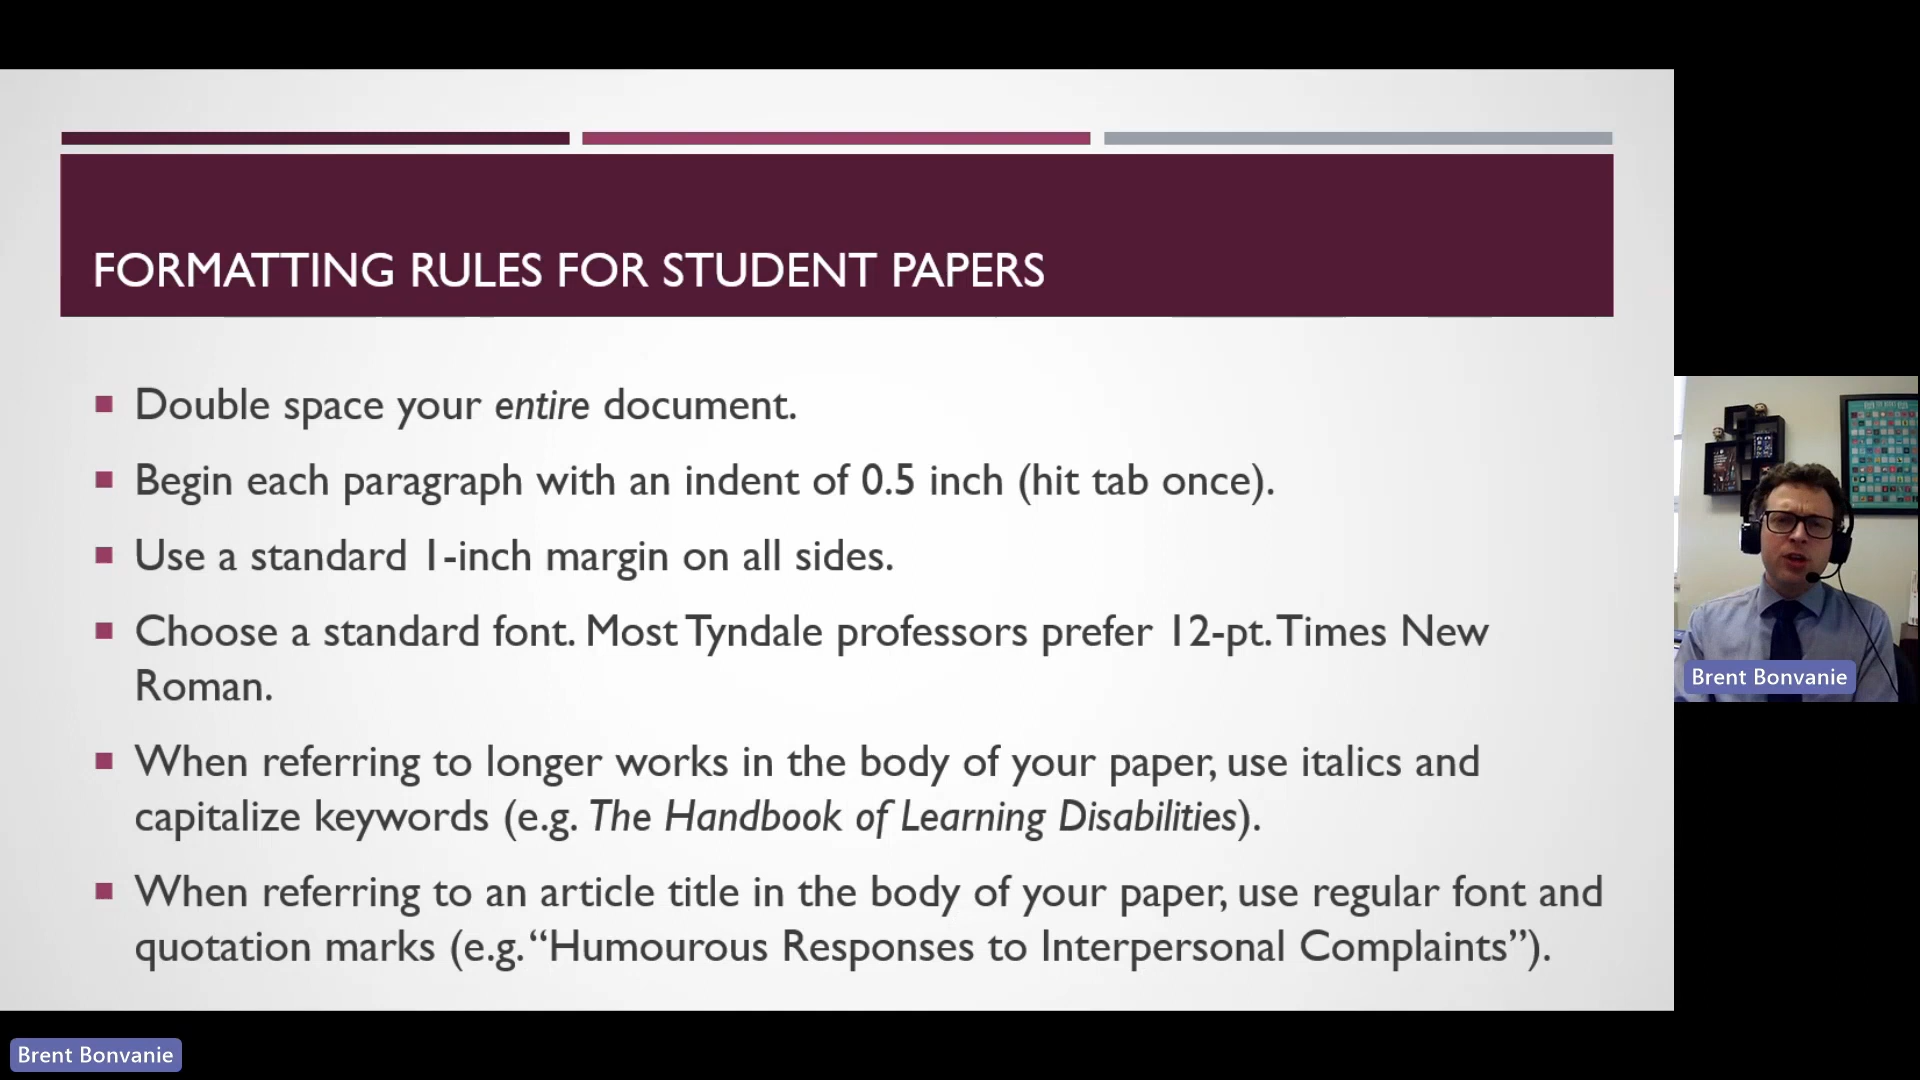 FORMATTING RULES FOR STUDENT PAPERS
Double space your entire document.
Begin each paragraph with an indent of 0.5 inch (hit tab once).
Use a standard 1-inch margin on all sides.
Choose a standard font. Most Tyndale professors prefer 12-pt. Times New
Roman.
When referring to longer works in the body of your paper, use italics and
capitalize keywords (e.g. The Handbook of Learning Disabilities).
When referring to an article title in the body of your paper, use regular font and
quotation marks (e.g. “Humourous Responses to Interpersonal Complaints”).
Brent Bonvanie
Brent Bonvanie